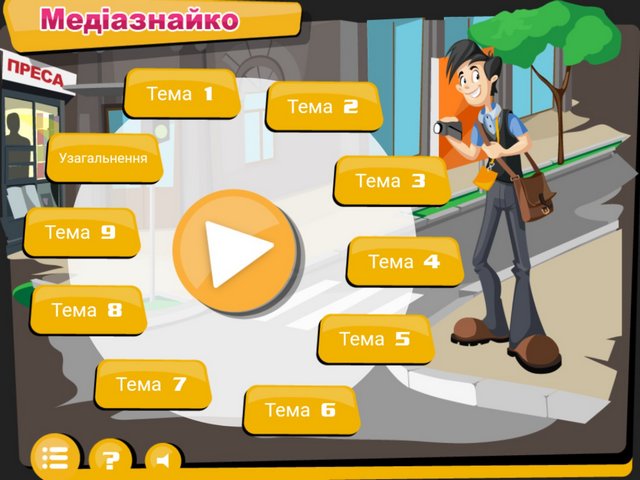 Медіазнайко
ПРЕСА
Тема 1
Тема 2
Узагальнення
Тема 3
Тема 9
Тема 4
Тема 8
Тема 5
Тема 7
Тема 6
?